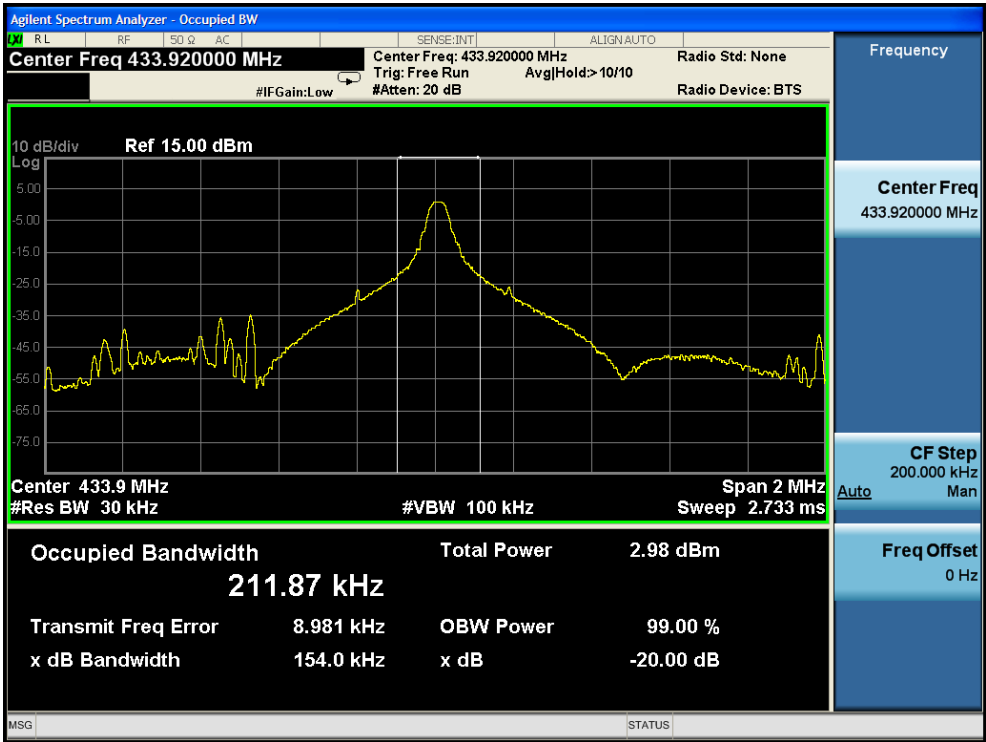 Agilent Spectrum Analyzer - Occupied BW
LXI RL RF 50 Ω AC SENSE:INT ALIGNAUTO
Center Freq 433.920000 MHz
Center Freq: 433.920000 MHz
Radio Std: None
Trig: Free Run Avg|Hold:>10/10
#IFGain:Low
#Atten: 20 dB
Radio Device: BTS
10 dB/div Ref 15.00 dBm
Log
5.00
-5.00
-15.0
-25.0
-35.0
-45.0
-55.0
-65.0
-75.0
Center 433.9 MHz
Span 2 MHz
#Res BW 30 kHz
#VBW 100 kHz
Sweep 2.733 ms
Occupied Bandwidth
211.87 kHz
Total Power 2.98 dBm
Transmit Freq Error 8.981 kHz
OBW Power 99.00 %
x dB Bandwidth 154.0 kHz
x dB -20.00 dB
Frequency
Center Freq
433.920000 MHz
CF Step
200.000 kHz
Auto Man
Freq Offset
0 Hz
MSG
STATUS